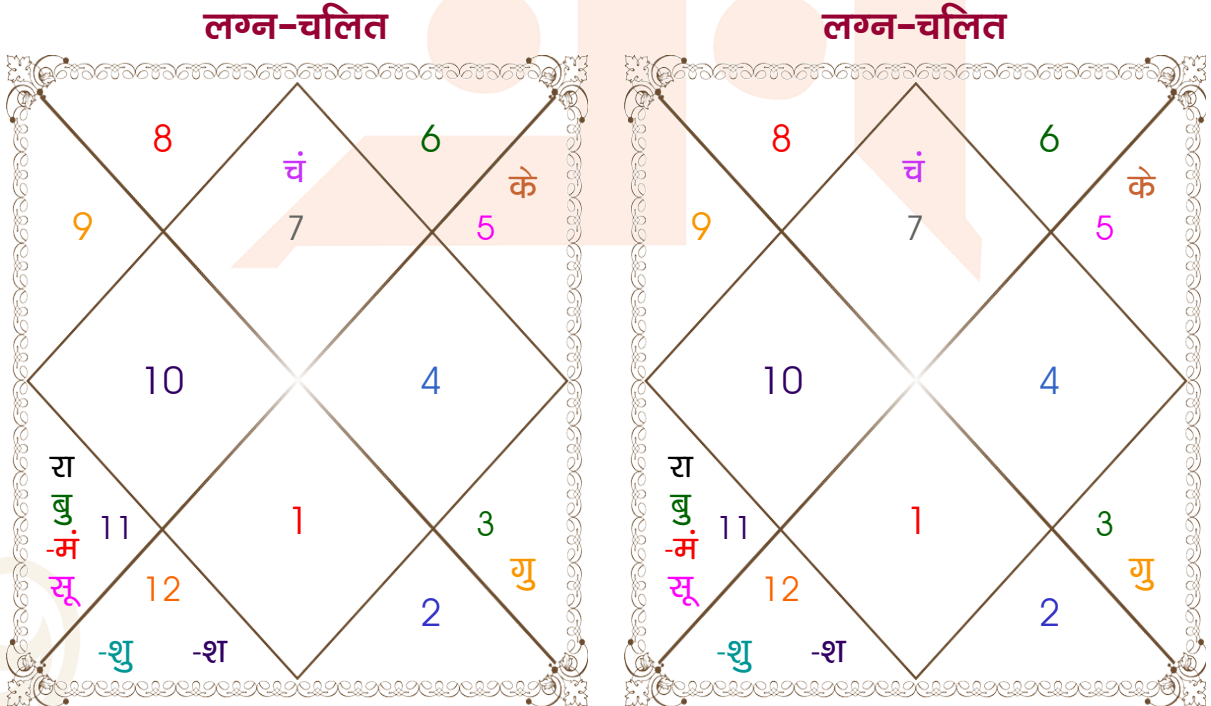 लग्न-चलित लग्न-चलित
8 6 8 6
चं चं
के के
9 7 5 9 7 5
10 4 10 4
रा रा
बु बु
11 1 3 11 1 3
-मं -मं
गु गु
सू 12 सू 12
2 2
-शु -श -शु -श